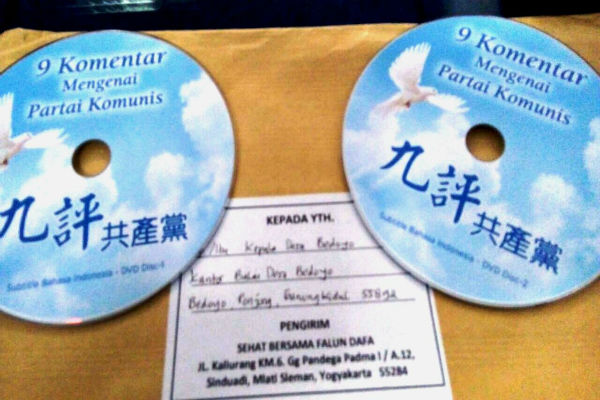 9 Komentar
Mengenai
Partai Komunis
九評 共產黨
Subtitle Bahasa Indonesia - DVD Disc-1
9 Komentar
Mengenai
Partai Komunis
九評 共產黨
Subtitle Bahasa Indonesia - DVD Disc-2
KEPADA YTH.
Kepala Desa Bedoyo
Kantor Balai Desa Bedoyo
Bedoyo, Ponjong, Gunungkidul 55892
PENGIRIM
SEHAT BERSAMA FALUN DAFA
JL. Kaliurang KM.6. Gg Pandega Padma I / A.12,
Sinduadi, Mlati Sleman, Yogyakarta 55284